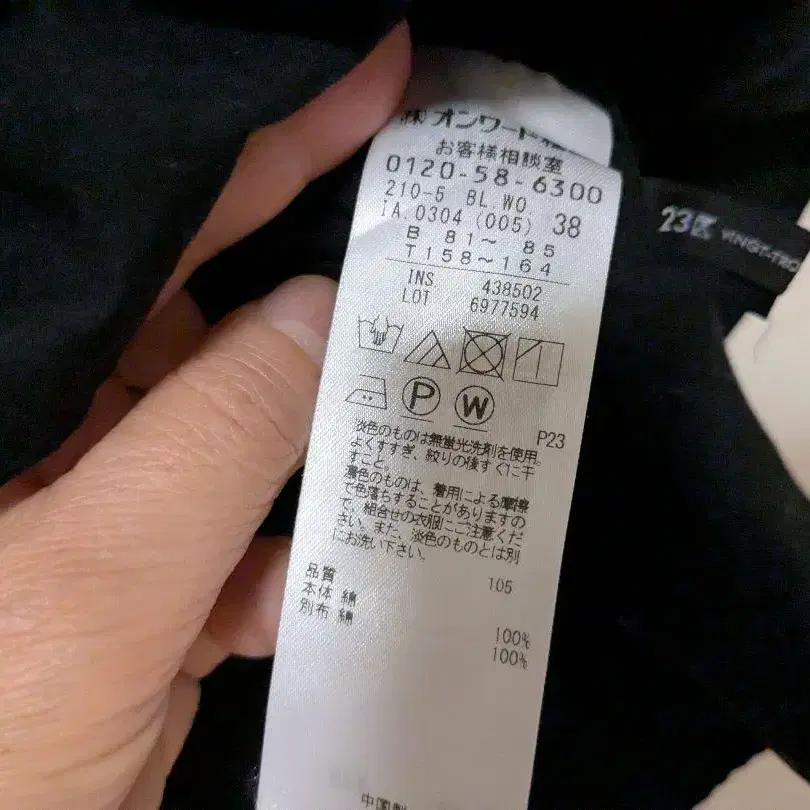 ㈱オンワード
お客様相談室
0120-58-6300
210-5 BL.WO
IA.0304 (005) 38
B 81～ 85
T158～164
INS 438502
LOT 6977594
P
W
P23
淡色のものは無蛍光洗剤を使用。
よくすすぎ、絞りの後すぐに干
すこと。
濃色のものは、着用による摩擦
で色落ちすることがありますの
で、組合せの衣服にご注意くだ
さい。また、淡色のものとは別
にお洗い下さい。
105
品質
本体 綿 100%
別布 綿 100%
中国製
23区 VINGT-TRO